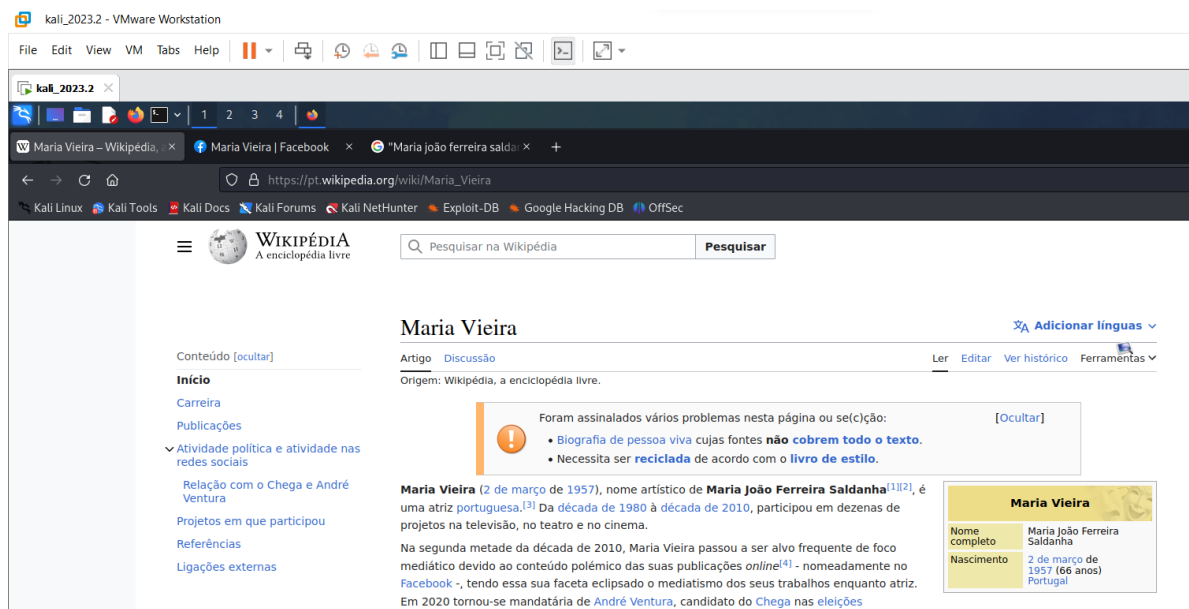 kali_2023.2 - VMware Workstation
File Edit View VM Tabs Help
kali_2023.2
1 2 3 4
Maria Vieira – Wikipédia, a
Maria Vieira | Facebook
"Maria joão ferreira salda
https://pt.wikipedia.org/wiki/Maria_Vieira
Kali Linux Kali Tools Kali Docs Kali Forums Kali NetHunter Exploit-DB Google Hacking DB OffSec
WIKIPÉDIA
A enciclopédia livre
Pesquisar na Wikipédia
Pesquisar
Maria Vieira
Adicionar línguas
Artigo Discussão
Ler Editar Ver histórico Ferramentas
Origem: Wikipédia, a enciclopédia livre.
Conteúdo [ocultar]
Início
Carreira
Publicações
Atividade política e atividade nas
redes sociais
Relação com o Chega e André
Ventura
Projetos em que participou
Referências
Ligações externas
Foram assinalados vários problemas nesta página ou se(c)ção:
[Ocultar]
• Biografia de pessoa viva cujas fontes não cobrem todo o texto.
• Necessita ser reciclada de acordo com o livro de estilo.
Maria Vieira (2 de março de 1957), nome artístico de Maria João Ferreira Saldanha[1][2], é
uma atriz portuguesa.[3] Da década de 1980 à década de 2010, participou em dezenas de
projetos na televisão, no teatro e no cinema.
Na segunda metade da década de 2010, Maria Vieira passou a ser alvo frequente de foco
mediático devido ao conteúdo polémico das suas publicações online[4] - nomeadamente no
Facebook -, tendo essa sua faceta eclipsado o mediatismo dos seus trabalhos enquanto atriz.
Em 2020 tornou-se mandatária de André Ventura, candidato do Chega nas eleições
Maria Vieira
Nome completo
Maria João Ferreira Saldanha
Nascimento
2 de março de
1957 (66 anos)
Portugal